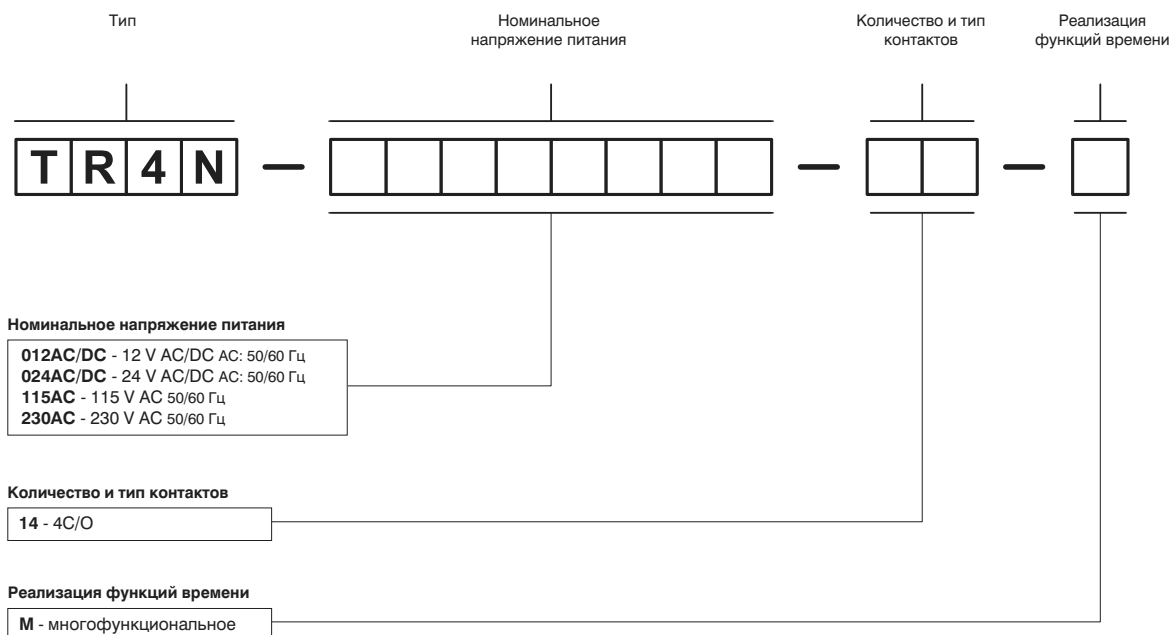 Тип
Номинальное
напряжение питания
Количество и тип
контактов
Реализация
функций времени
TR4N – –  –
Номинальное напряжение питания
012AC/DC - 12 V AC/DC AC: 50/60 Гц
024AC/DC - 24 V AC/DC AC: 50/60 Гц
115AC - 115 V AC 50/60 Гц
230AC - 230 V AC 50/60 Гц
Количество и тип контактов
14 - 4C/O
Реализация функций времени
M - многофункциональное